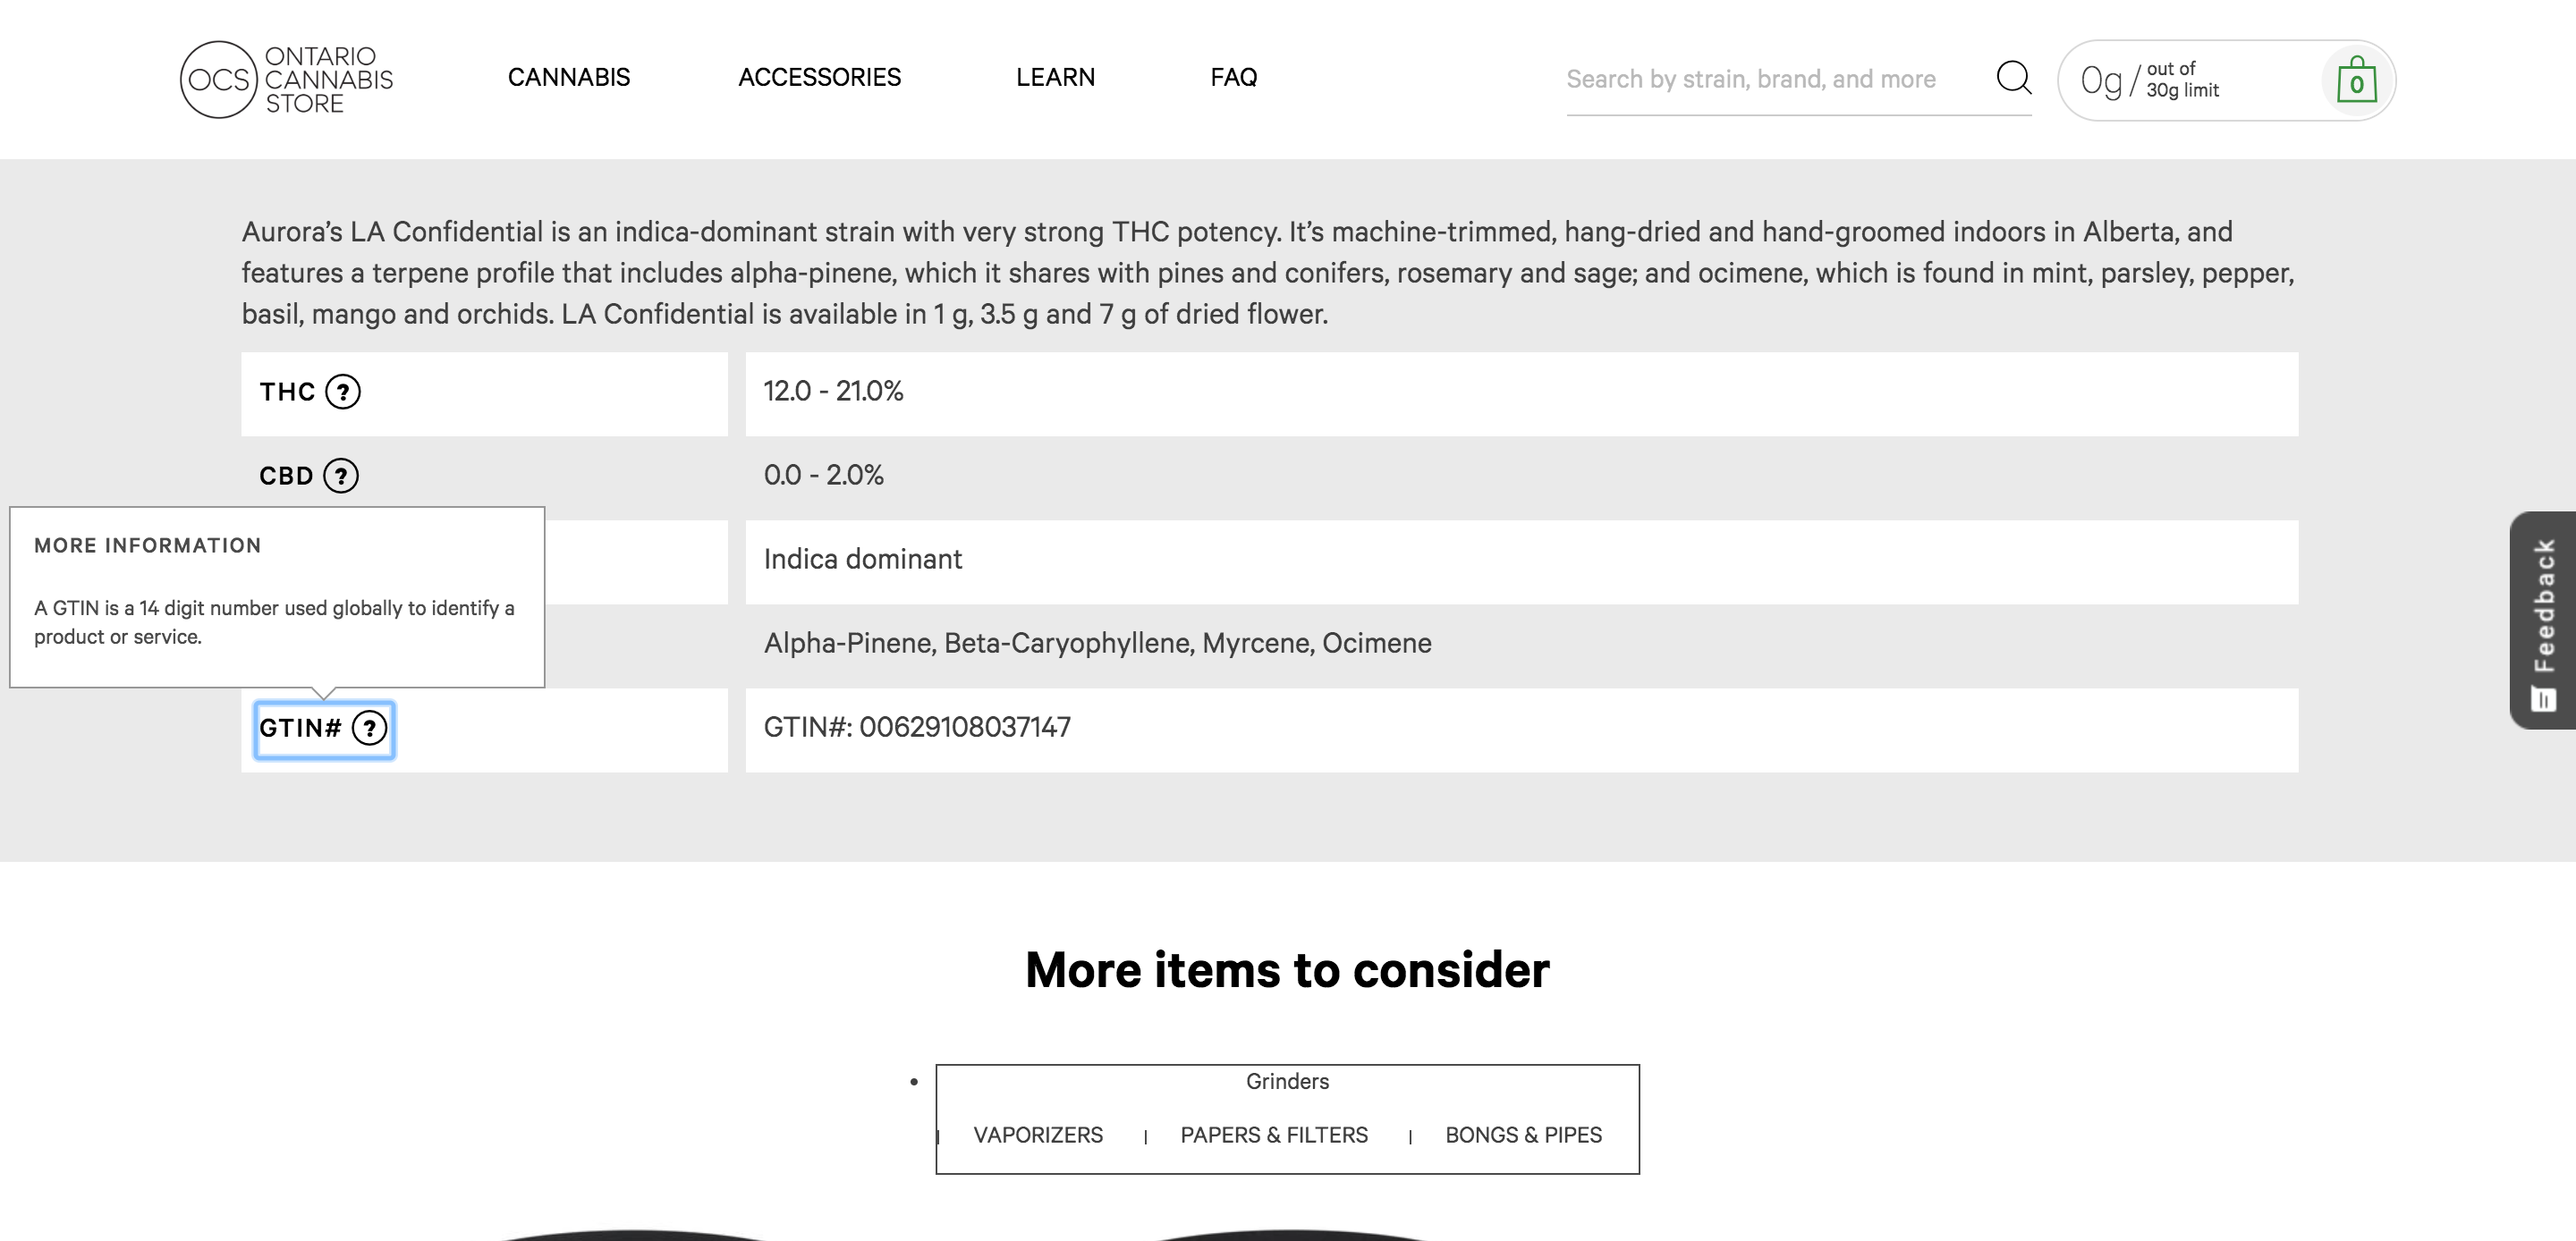 OCS ONTARIO
CANNABIS
STORE
CANNABIS
ACCESSORIES
LEARN
FAQ
Search by strain, brand, and more
0g / out of
30g limit
0
Aurora’s LA Confidential is an indica-dominant strain with very strong THC potency. It’s machine-trimmed, hang-dried and hand-groomed indoors in Alberta, and
features a terpene profile that includes alpha-pinene, which it shares with pines and conifers, rosemary and sage; and ocimene, which is found in mint, parsley, pepper,
basil, mango and orchids. LA Confidential is available in 1 g, 3.5 g and 7 g of dried flower.
THC ? 12.0 - 21.0%
CBD ? 0.0 - 2.0%
MORE INFORMATION
A GTIN is a 14 digit number used globally to identify a
product or service.
Indica dominant
Alpha-Pinene, Beta-Caryophyllene, Myrcene, Ocimene
GTIN# ? GTIN#: 00629108037147
Feedback
More items to consider
• Grinders
| VAPORIZERS | PAPERS & FILTERS | BONGS & PIPES